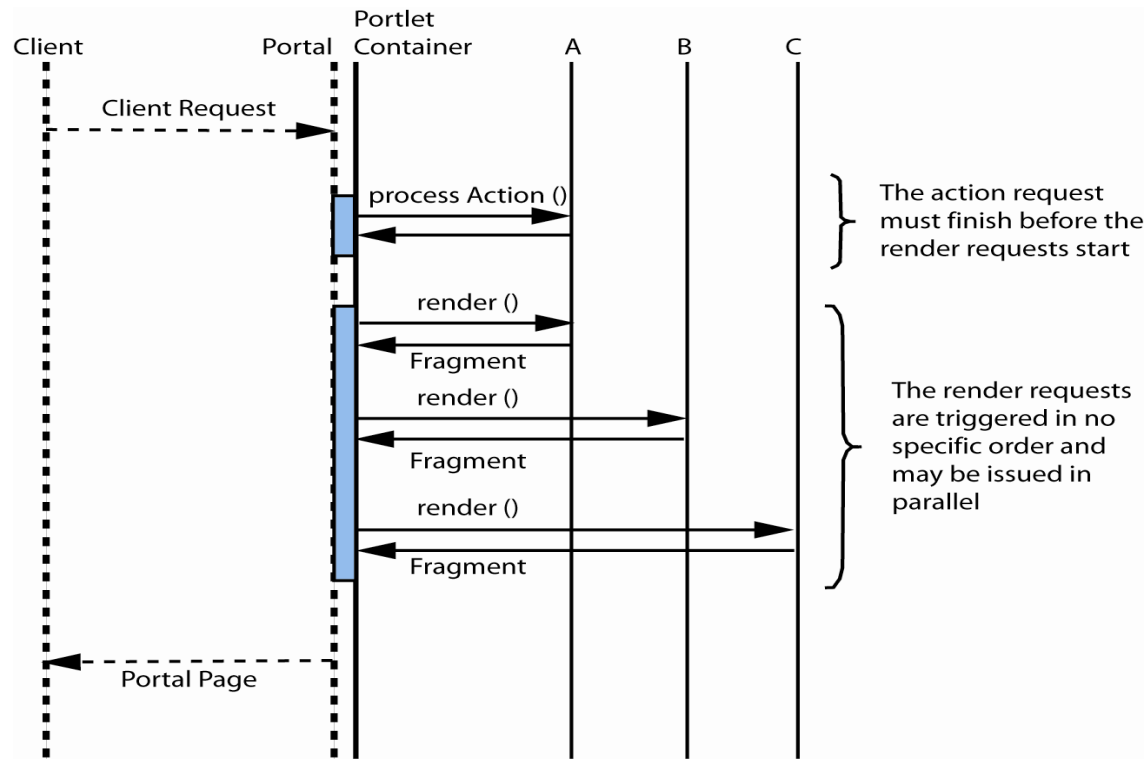 Portlet
Client Portal Container A B C
Client Request
process Action ()
The action request
must finish before the
render requests start
render ()
Fragment
render ()
Fragment
render ()
Fragment
The render requests
are triggered in no
specific order and
may be issued in
parallel
Portal Page